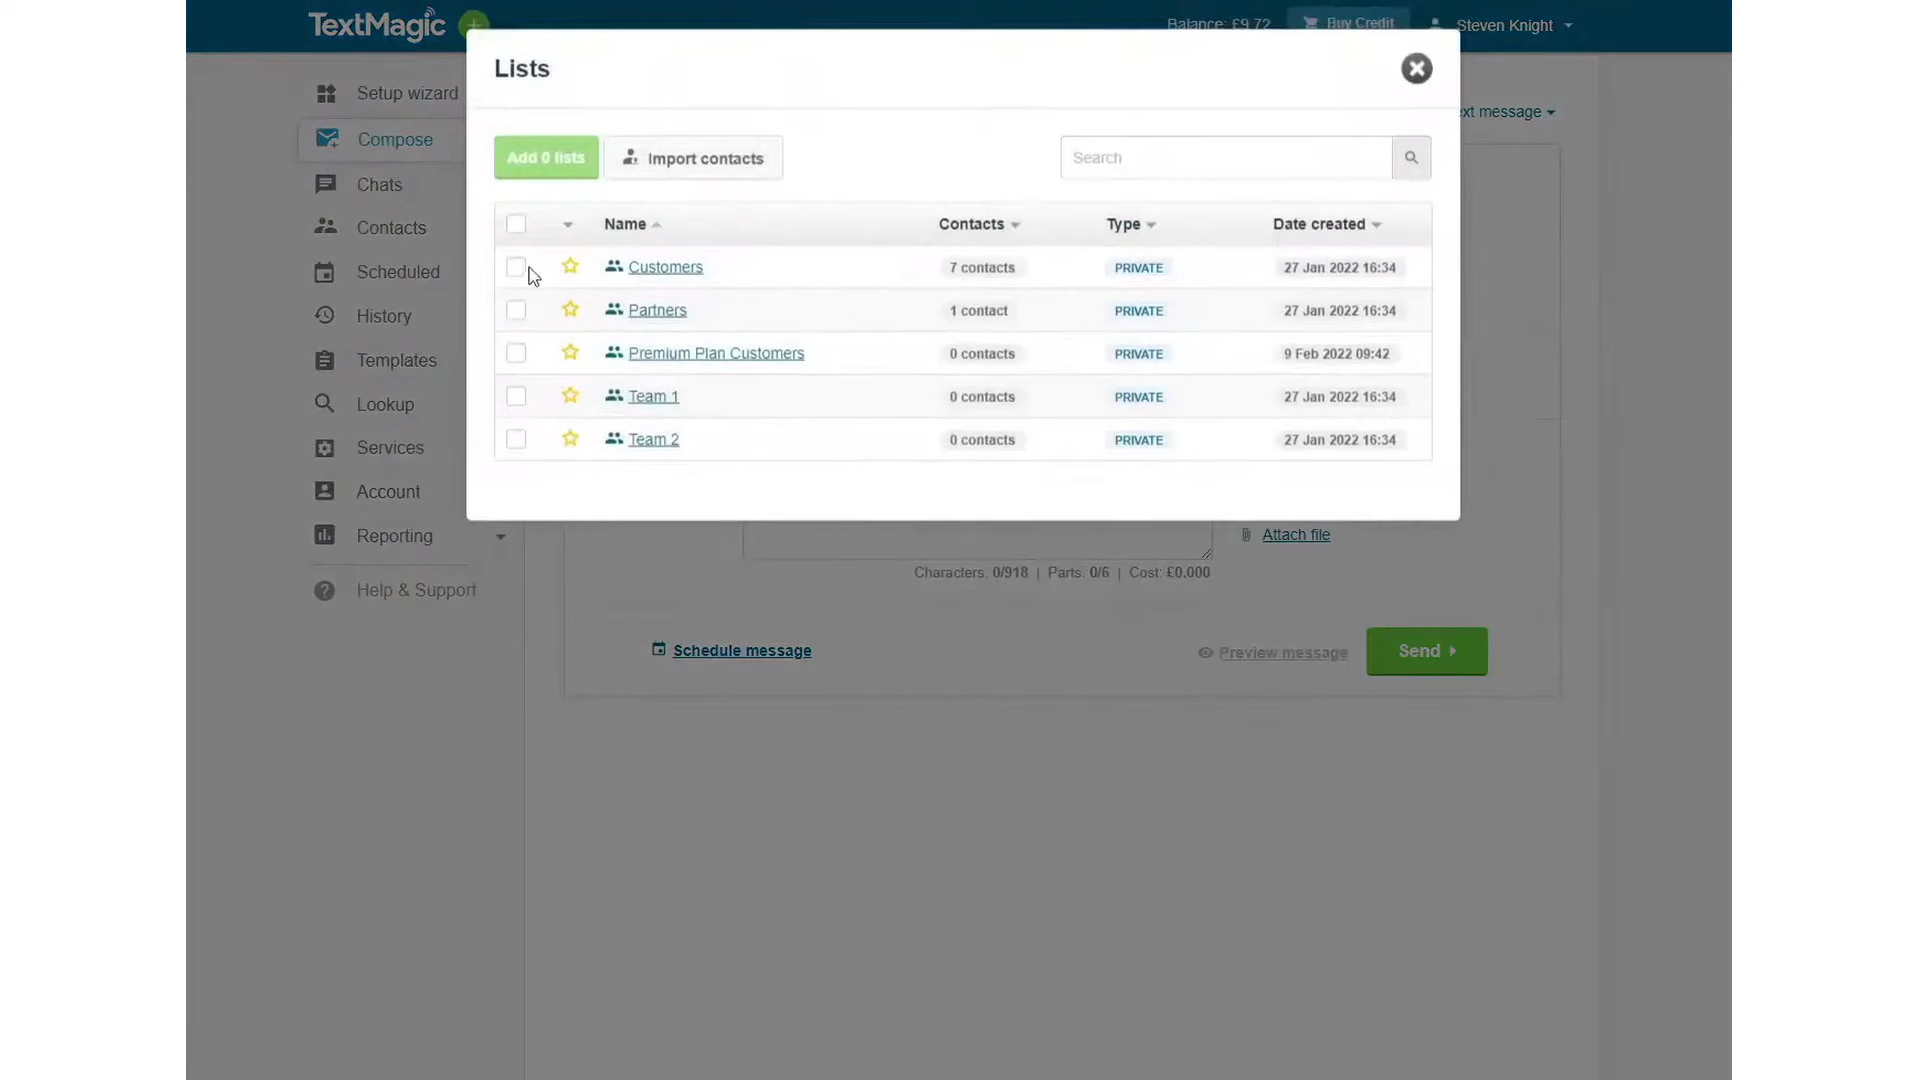 TextMagic
Balance: £9.72
Buy Credit
Steven Knight
Lists
Setup wizard
ext message
Compose
Add 0 lists
Import contacts
Search
Chats
Name
Contacts
Type
Date created
Contacts
Customers
7 contacts
PRIVATE
27 Jan 2022 16:34
Scheduled
Partners
1 contact
PRIVATE
27 Jan 2022 16:34
History
Premium Plan Customers
0 contacts
PRIVATE
9 Feb 2022 09:42
Templates
Team 1
0 contacts
PRIVATE
27 Jan 2022 16:34
Lookup
Team 2
0 contacts
PRIVATE
27 Jan 2022 16:34
Services
Account
Reporting
Attach file
Characters: 0/918 | Parts: 0/6 | Cost: £0.000
Help & Support
Schedule message
Preview message
Send